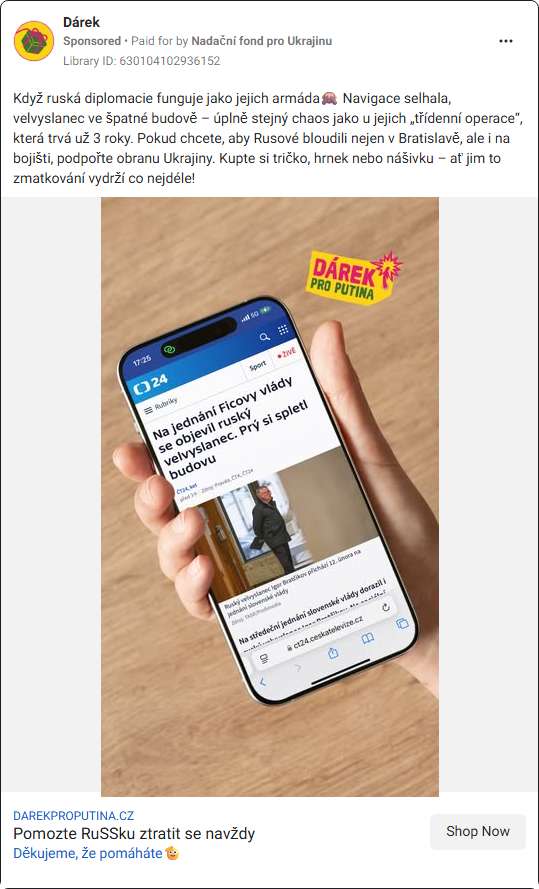 Dárek
Sponsored • Paid for by Nadační fond pro Ukrajinu
Library ID: 630104102936152
Když ruská diplomacie funguje jako jejich armáda🙈 Navigace selhala,
velvyslanec ve špatné budově – úplně stejný chaos jako u jejich „třídenní operace“,
která trvá už 3 roky. Pokud chcete, aby Rusové bloudili nejen v Bratislavě, ale i na
bojišti, podpořte obranu Ukrajiny. Kupte si tričko, hrnek nebo nášivku – ať jim to
zmatkování vydrží co nejdéle!
DÁREK
PRO PUTINA
17:25
5G
24
Sport
ŽIVĚ
Rubriky
Na jednání Ficovy vlády
se objevil ruský
velvyslanec. Prý si spletl
budovu
ČT24, kel
před 1 h Zdroj: Pravda, ČTK, ČT24
Ruský velvyslanec Igor Bratčikov přichází 12. února na
jednání slovenské vlády
Zdroj: TASR/Profimedia
Na středeční jednání slovenské vlády dorazil i
ct24.ceskatelevize.cz
DAREKPROPUTINA.CZ
Pomozte RuSSku ztratit se navždy
Děkujeme, že pomáháte🫡
Shop Now